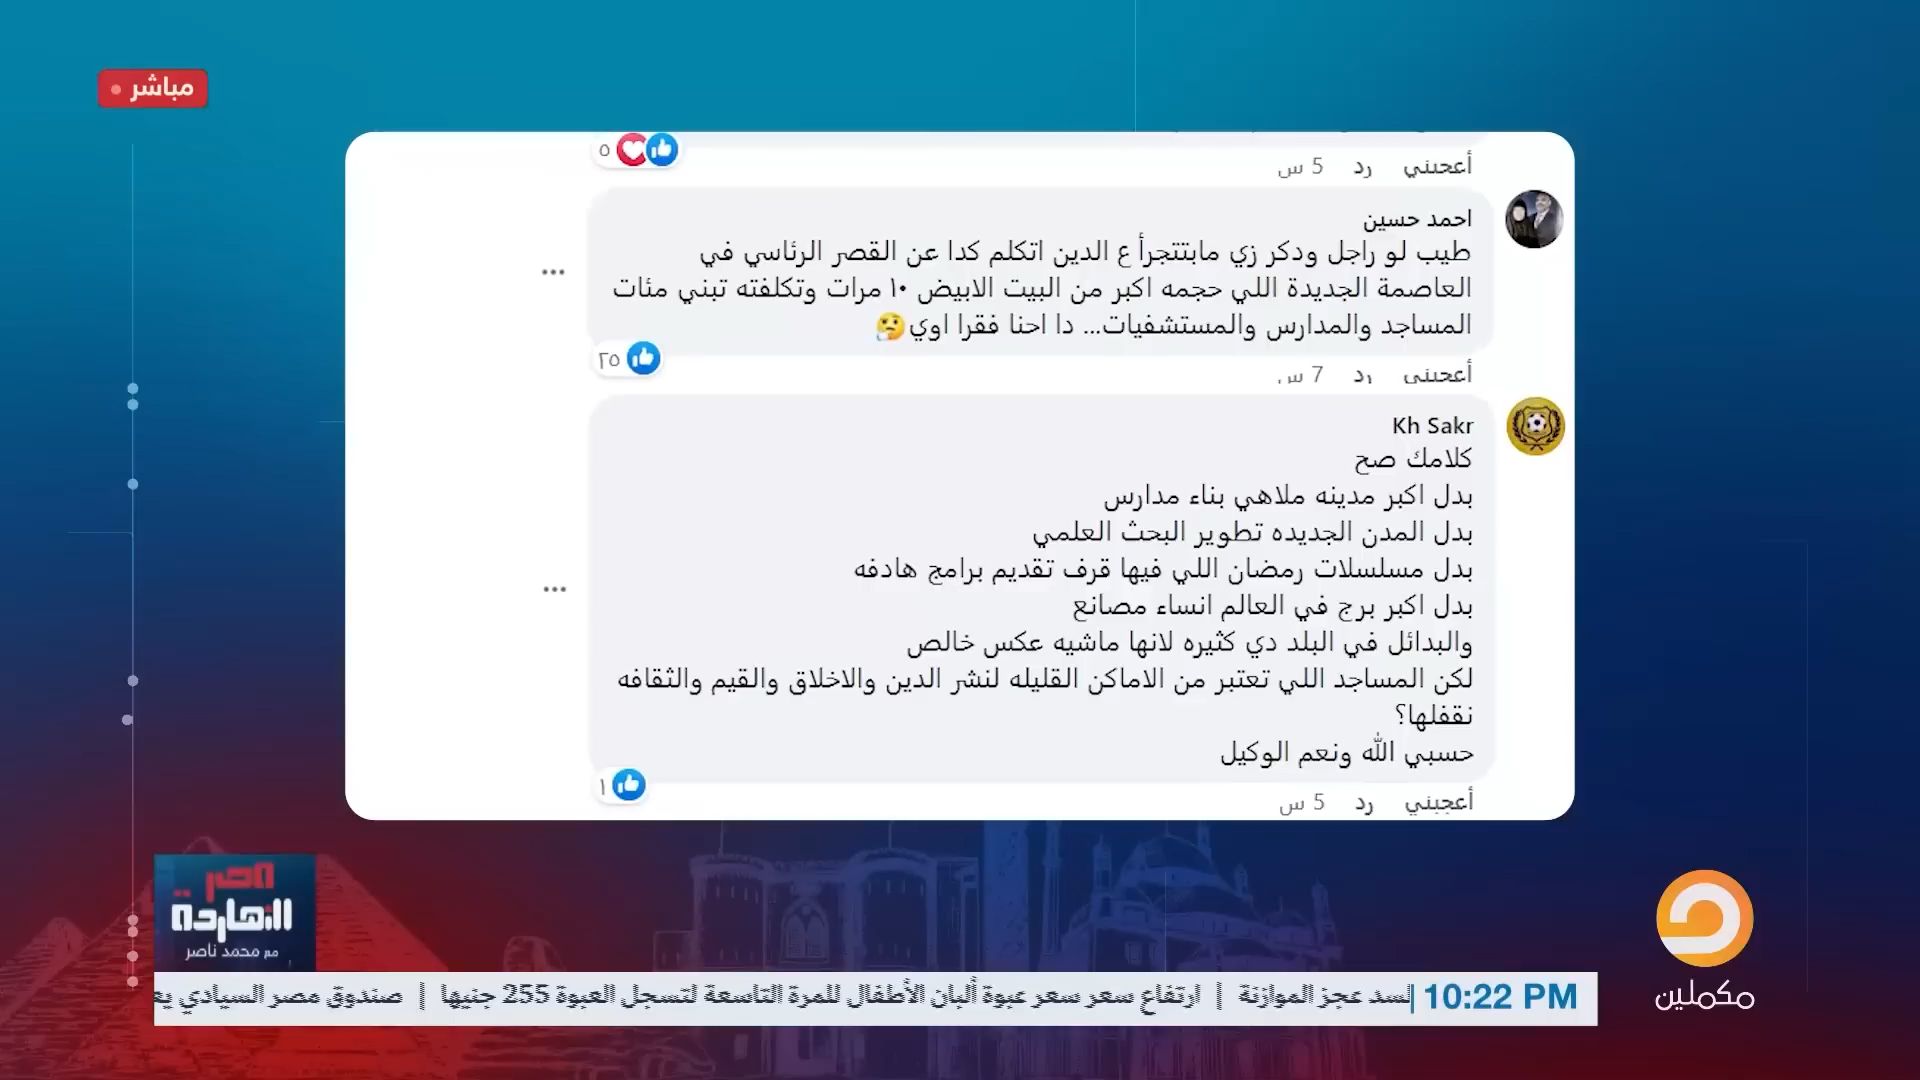 مباشر
٥
أعجبني رد 5 س
احمد حسين
طيب لو راجل ودكر زي مابتتجرأ ع الدين اتكلم كدا عن القصر الرئاسي في
العاصمة الجديدة اللي حجمه اكبر من البيت الابيض ١٠ مرات وتكلفته تبني مئات
المساجد والمدارس والمستشفيات... دا احنا فقرا اوي🤔
٢٥
أعجبني رد 7 س
Kh Sakr
كلامك صح
بدل اكبر مدينه ملاهي بناء مدارس
بدل المدن الجديده تطوير البحث العلمي
بدل مسلسلات رمضان اللي فيها قرف تقديم برامج هادفه
بدل اكبر برج في العالم انساء مصانع
والبدائل في البلد دي كثيره لانها ماشيه عكس خالص
لكن المساجد اللي تعتبر من الاماكن القليله لنشر الدين والاخلاق والقيم والثقافه
نقفلها؟
حسبي الله ونعم الوكيل
١
أعجبني رد 5 س
مصر
النهاردة
مع محمد ناصر
مكملين
10:22 PM
لسد عجز الموازنة | ارتفاع سعر سعر عبوة ألبان الأطفال للمرة التاسعة لتسجل العبوة 255 جنيها | صندوق مصر السيادي